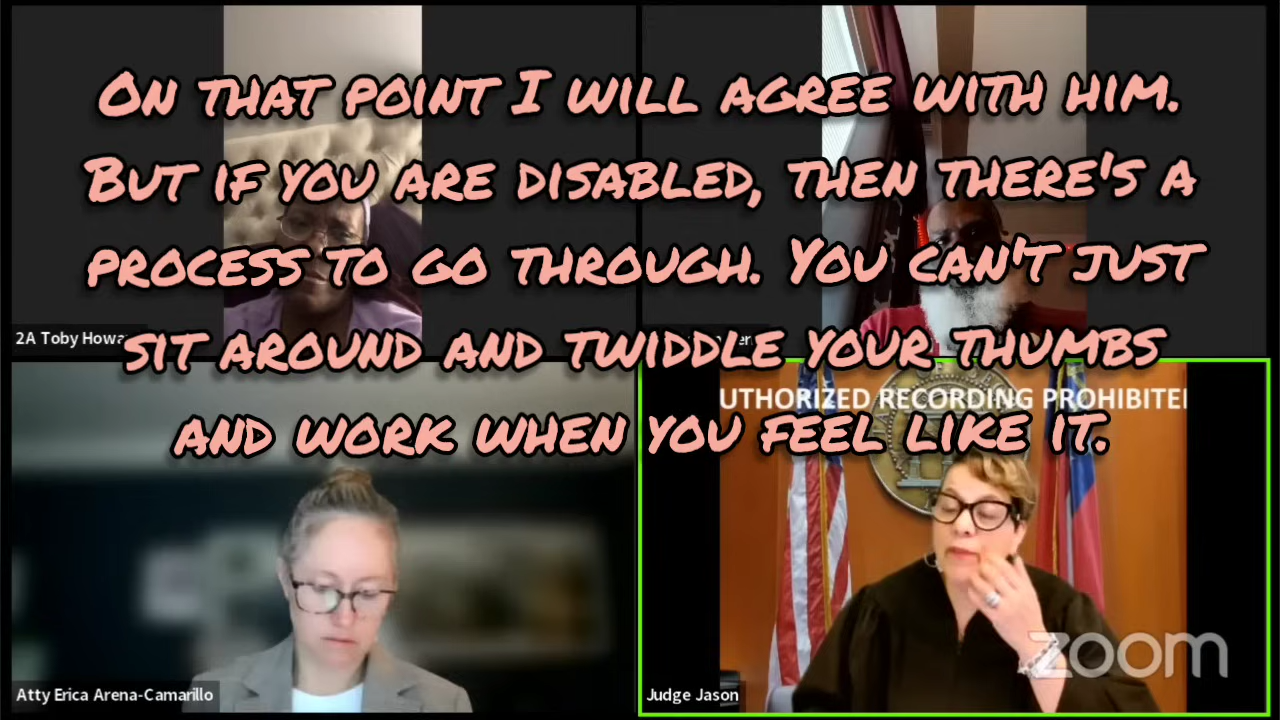 On that point I will agree with him.
But if you are disabled, then there's a
process to go through. You can't just
sit around and twiddle your thumbs
and work when you feel like it.
2A Toby Howa
UTHORIZED RECORDING PROHIBITE
Atty Erica Arena-Camarillo
Judge Jason
zoom